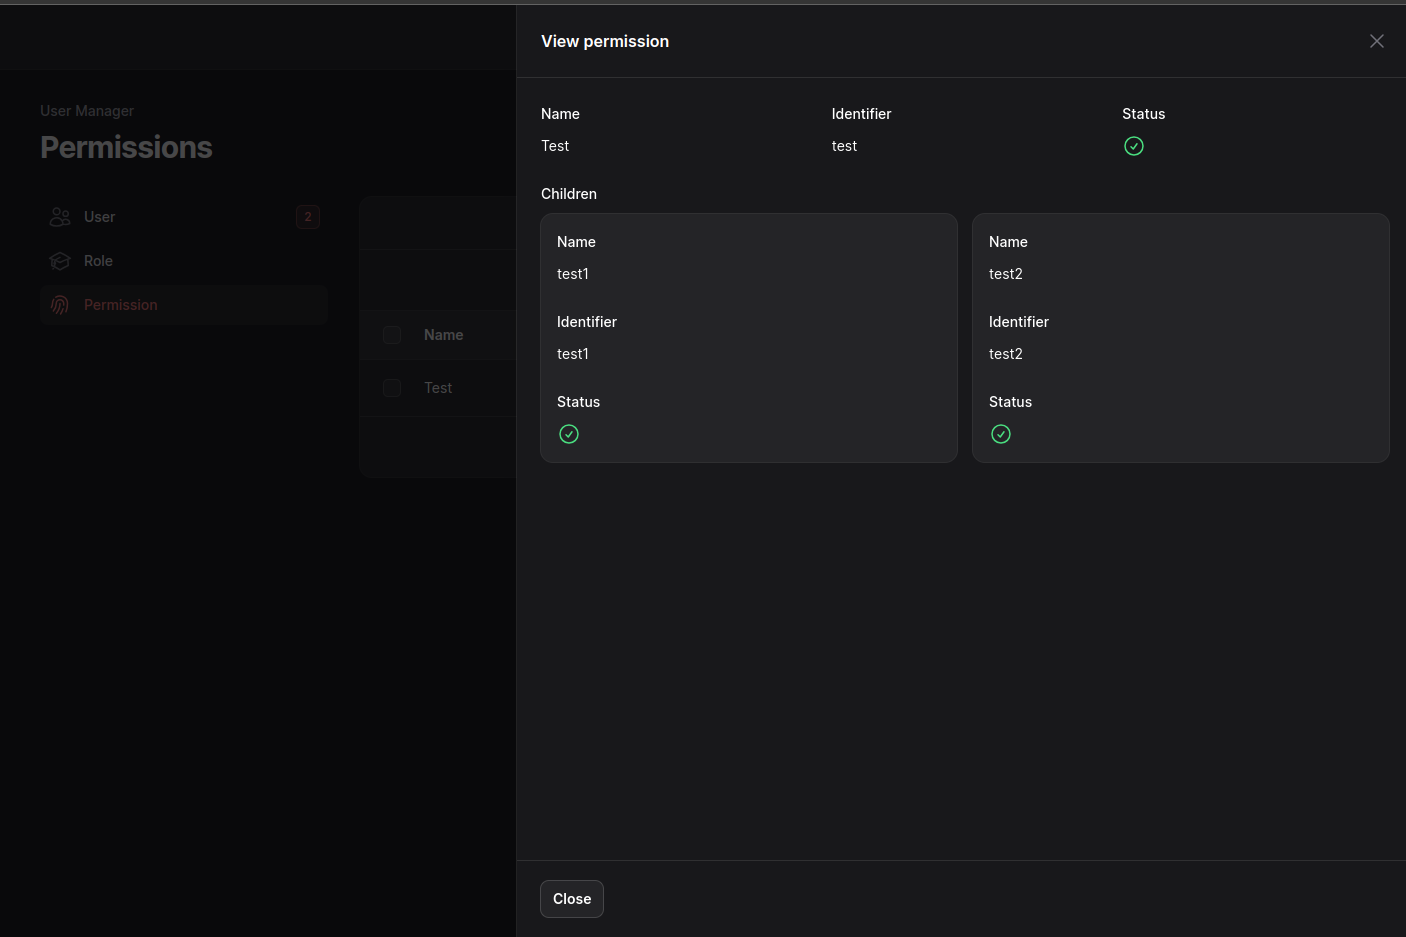 User Manager
Permissions
User 2
Role
Permission
Name
Test
View permission
Name Identifier Status
Test test
Children
Name
test1
Identifier
test1
Status
Name
test2
Identifier
test2
Status
Close